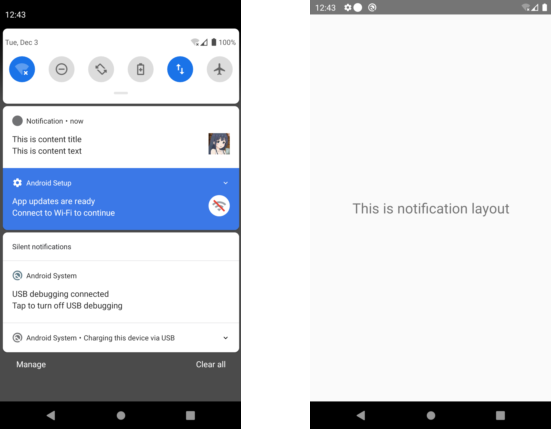 12:43
Tue, Dec 3
100%
Notification • now
This is content title
This is content text
Android Setup
App updates are ready
Connect to Wi-Fi to continue
Silent notifications
Android System
USB debugging connected
Tap to turn off USB debugging
Android System • Charging this device via USB
Manage
Clear all
12:43
This is notification layout